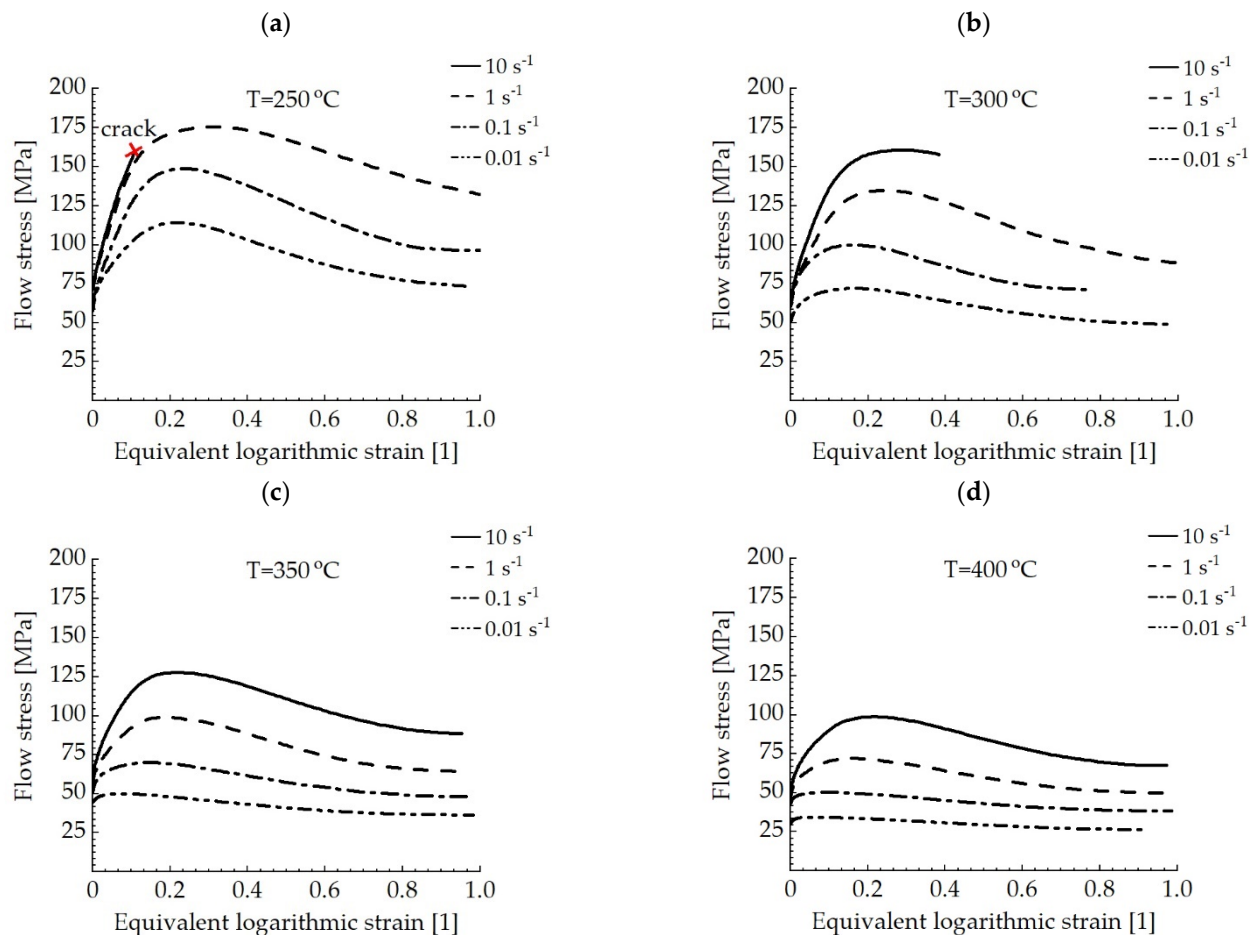 (a)
10 s-1
1 s-1
0.1 s-1
0.01 s-1
T=250 ºC
crack
Flow stress [MPa]
200
175
150
125
100
75
50
25
0 0.2 0.4 0.6 0.8 1.0
Equivalent logarithmic strain [1]
(b)
10 s-1
1 s-1
0.1 s-1
0.01 s-1
T=300 ºC
Flow stress [MPa]
200
175
150
125
100
75
50
25
0 0.2 0.4 0.6 0.8 1.0
Equivalent logarithmic strain [1]
(c)
10 s-1
1 s-1
0.1 s-1
0.01 s-1
T=350 ºC
Flow stress [MPa]
200
175
150
125
100
75
50
25
0 0.2 0.4 0.6 0.8 1.0
Equivalent logarithmic strain [1]
(d)
10 s-1
1 s-1
0.1 s-1
0.01 s-1
T=400 ºC
Flow stress [MPa]
200
175
150
125
100
75
50
25
0 0.2 0.4 0.6 0.8 1.0
Equivalent logarithmic strain [1]